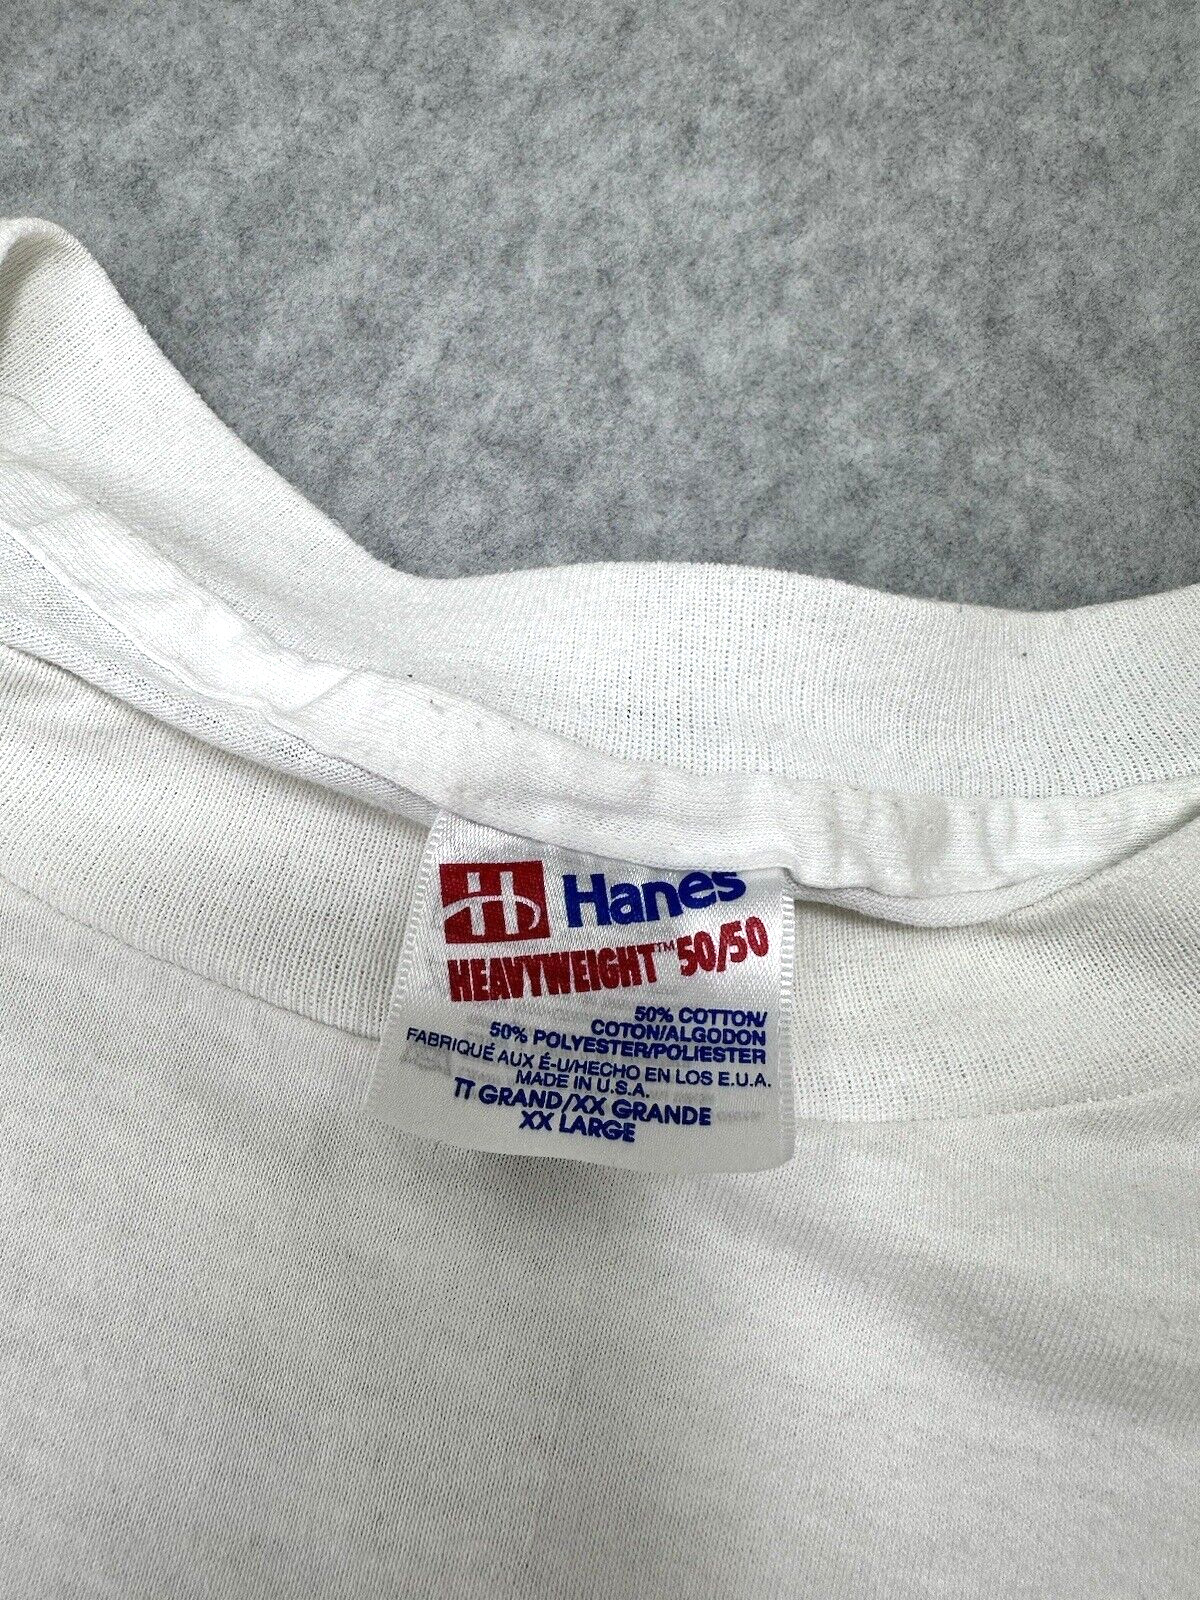 H Hanes
HEAVYWEIGHT™ 50/50
50% COTTON/
COTON/ALGODON
50% POLYESTER/POLIESTER
FABRIQUÉ AUX É-U/HECHO EN LOS E.U.A.
MADE IN U.S.A.
TT GRAND/XX GRANDE
XX LARGE